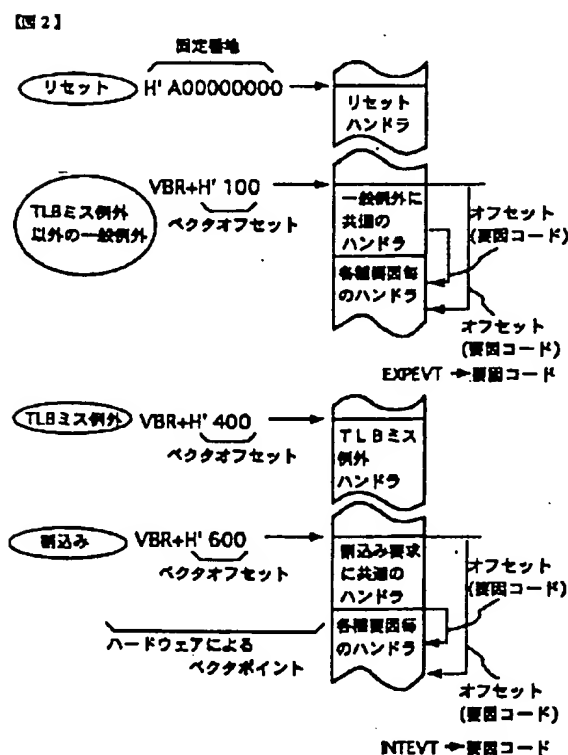 【図2】
固定番地
リセット
H' A00000000
リセット
ハンドラ
TLBミス例外
以外の一般例外
VBR+H' 100
ベクタオフセット
一般例外に
共通の
ハンドラ
各種要因毎
のハンドラ
オフセット
(要因コード)
オフセット
(要因コード)
EXPEVT → 要因コード
TLBミス例外
VBR+H' 400
ベクタオフセット
TLBミス
例外
ハンドラ
割込み
VBR+H' 600
ベクタオフセット
割込み要求
に共通の
ハンドラ
各種要因毎
のハンドラ
オフセット
(要因コード)
ハードウェアによる
ベクタポイント
オフセット
(要因コード)
INTEVT → 要因コード